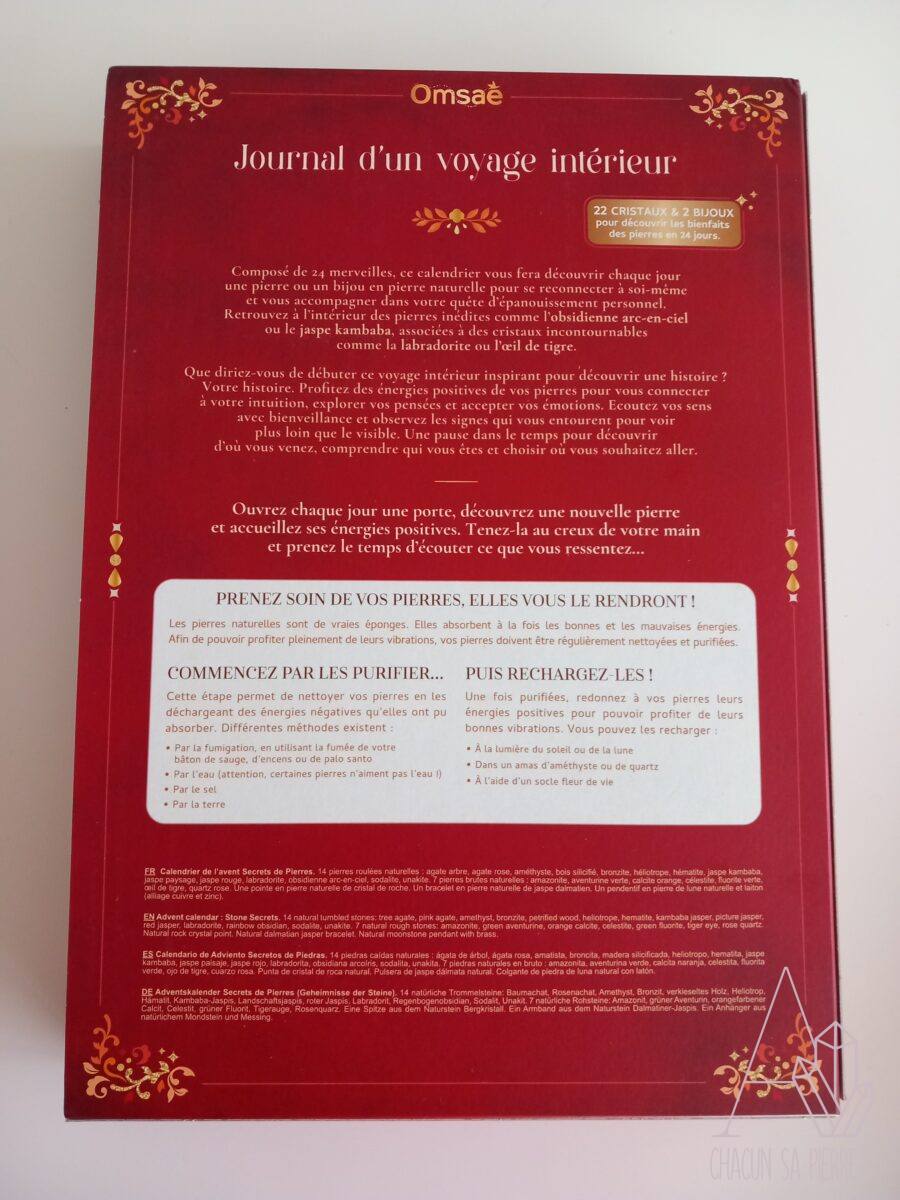 Omsaē
Journal d'un voyage intérieur
22 CRISTAUX & 2 BIJOUX
pour découvrir les bienfaits
des pierres en 24 jours.
Composé de 24 merveilles, ce calendrier vous fera découvrir chaque jour
une pierre ou un bijou en pierre naturelle pour se reconnecter à soi-même
et vous accompagner dans votre quête d'épanouissement personnel.
Retrouvez à l'intérieur des pierres inédites comme l'obsidienne arc-en-ciel
ou le jaspe kambaba, associées à des cristaux incontournables
comme la labradorite ou l'œil de tigre.
Que diriez-vous de débuter ce voyage intérieur inspirant pour découvrir une histoire ?
Votre histoire. Profitez des énergies positives de vos pierres pour vous connecter
à votre intuition, explorer vos pensées et accepter vos émotions. Ecoutez vos sens
avec bienveillance et observez les signes qui vous entourent pour voir
plus loin que le visible. Une pause dans le temps pour découvrir
d'où vous venez, comprendre qui vous êtes et choisir où vous souhaitez aller.
Ouvrez chaque jour une porte, découvrez une nouvelle pierre
et accueillez ses énergies positives. Tenez-la au creux de votre main
et prenez le temps d'écouter ce que vous ressentez...
PRENEZ SOIN DE VOS PIERRES, ELLES VOUS LE RENDRONT !
Les pierres naturelles sont de vraies éponges. Elles absorbent à la fois les bonnes et les mauvaises énergies.
Afin de pouvoir profiter pleinement de leurs vibrations, vos pierres doivent être régulièrement nettoyées et purifiées.
COMMENCEZ PAR LES PURIFIER...
Cette étape permet de nettoyer vos pierres en les
déchargeant des énergies négatives qu'elles ont pu
absorber. Différentes méthodes existent :
• Par la fumigation, en utilisant la fumée de votre
bâton de sauge, d'encens ou de palo santo
• Par l'eau (attention, certaines pierres n'aiment pas l'eau !)
• Par le sel
• Par la terre
PUIS RECHARGEZ-LES !
Une fois purifiées, redonnez à vos pierres leurs
énergies positives pour pouvoir profiter de leurs
bonnes vibrations. Vous pouvez les recharger :
• À la lumière du soleil ou de la lune
• Dans un amas d'améthyste ou de quartz
• À l'aide d'un socle fleur de vie
FR Calendrier de l'avent Secrets de Pierres. 14 pierres roulées naturelles : agate arbre, agate rose, améthyste, bois silicifié, bronzite, héliotrope, hématite, jaspe kambaba,
jaspe paysage, jaspe rouge, labradorite, obsidienne arc-en-ciel, sodalite, unakite. 7 pierres brutes naturelles : amazonite, aventurine verte, calcite orange, célestite, fluorite verte,
œil de tigre, quartz rose. Une pointe en pierre naturelle de cristal de roche. Un bracelet en pierre naturelle de jaspe dalmatien. Un pendentif en pierre de lune naturelle et laiton
(alliage cuivre et zinc).
EN Advent calendar : Stone Secrets. 14 natural tumbled stones: tree agate, pink agate, amethyst, bronzite, petrified wood, heliotrope, hematite, kambaba jasper, picture jasper,
red jasper, labradorite, rainbow obsidian, sodalite, unakite. 7 natural rough stones: amazonite, green aventurine, orange calcite, celestite, green fluorite, tiger eye, rose quartz.
Natural rock crystal point. Natural dalmatian jasper bracelet. Natural moonstone pendant with brass.
ES Calendario de Adviento Secretos de Piedras. 14 piedras caídas naturales : ágata de árbol, ágata rosa, amatista, broncita, madera silicificada, heliotropo, hematita, jaspe
kambaba, jaspe paisaje, jaspe rojo, labradorita, obsidiana arcoíris, sodalita, unakita. 7 piedras naturales en bruto : amazonita, aventurina verde, calcita naranja, celestita, fluorita
verde, ojo de tigre, cuarzo rosa. Punta de cristal de roca natural. Pulsera de jaspe dálmata natural. Colgante de piedra de luna natural con latón.
DE Adventskalender Secrets de Pierres (Geheimnisse der Steine). 14 natürliche Trommelsteine: Baumachat, Rosenachat, Amethyst, Bronzit, verkieseltes Holz, Heliotrop,
Hämatit, Kambaba-Jaspis, Landschaftsjaspis, roter Jaspis, Labradorit, Regenbogenobsidian, Sodalit, Unakit. 7 natürliche Rohsteine: Amazonit, grüner Aventurin, orangefarbener
Calcit, Celestit, grüner Fluorit, Tigerauge, Rosenquarz. Eine Spitze aus dem Naturstein Bergkristall. Ein Armband aus dem Naturstein Dalmatiner-Jaspis. Ein Anhänger aus
natürlichem Mondstein und Messing.
CHACUN SA PIERRE